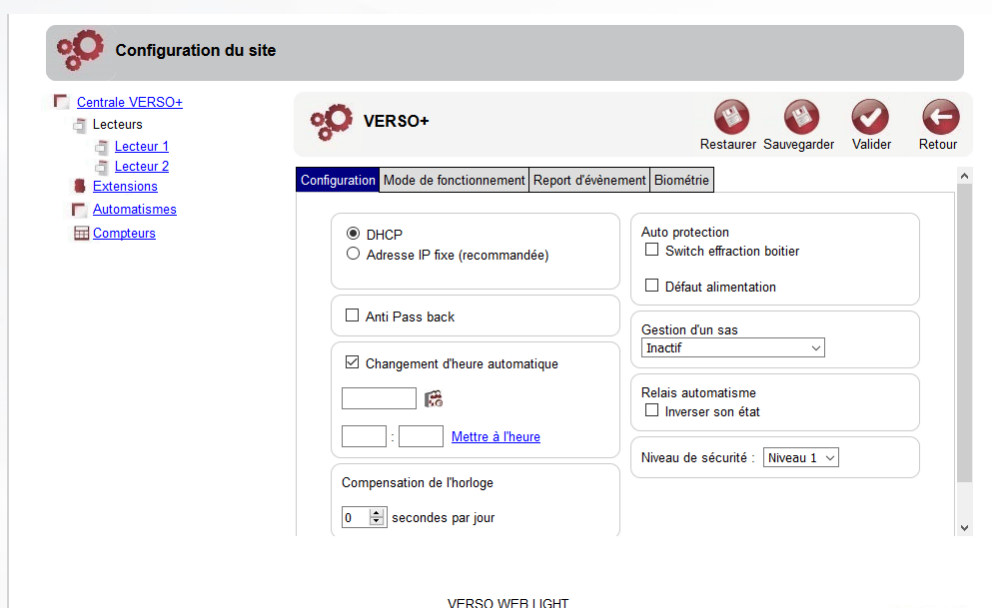 Configuration du site
Centrale VERSO+
Lecteurs
Lecteur 1
Lecteur 2
Extensions
Automatismes
Compteurs
VERSO+
Restaurer Sauvegarder Valider Retour
Configuration Mode de fonctionnement Report d'évènement Biométrie
DHCP
Adresse IP fixe (recommandée)
Anti Pass back
Changement d'heure automatique
: Mettre à l'heure
Compensation de l'horloge
0 secondes par jour
Auto protection
Switch effraction boitier
Défaut alimentation
Gestion d'un sas
Inactif
Relais automatisme
Inverser son état
Niveau de sécurité : Niveau 1
VERSO WEB LIGHT